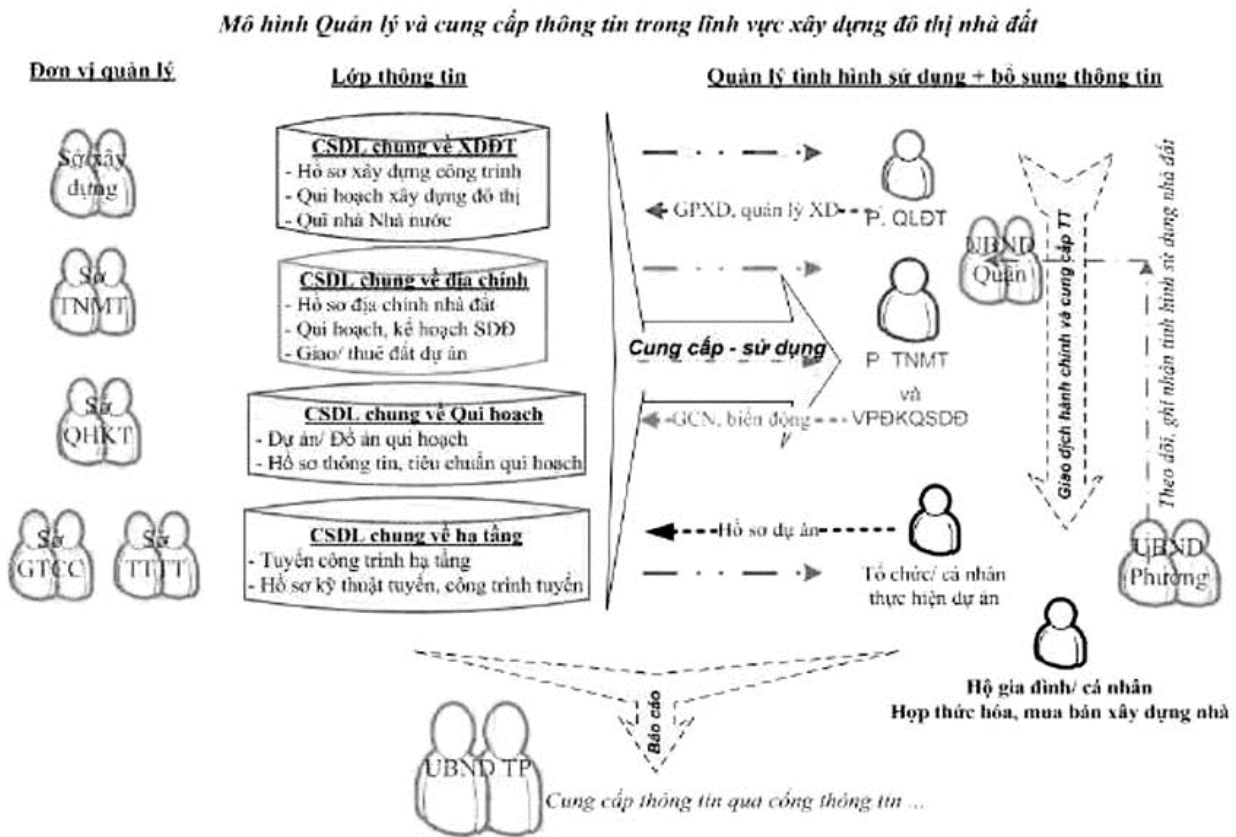 Mô hình Quản lý và cung cấp thông tin trong lĩnh vực xây dựng đô thị nhà đất
Đơn vị quản lý
Lớp thông tin
Quản lý tình hình sử dụng + bổ sung thông tin
Sở xây
dựng
CSDL chung về XDĐT
- Hồ sơ xây dựng công trình
- Qui hoạch xây dựng đô thị
- Quĩ nhà Nhà nước
Sở
TNMT
CSDL chung về địa chính
- Hồ sơ địa chính nhà đất
- Qui hoạch, kế hoạch SDĐ
- Giao/ thuê đất dự án
Sở
QHKT
CSDL chung về Qui hoạch
- Dự án/ Đồ án qui hoạch
- Hồ sơ thông tin, tiêu chuẩn qui hoạch
Sở
GTCC
Sở
TTTT
CSDL chung về hạ tầng
- Tuyến công trình hạ tầng
- Hồ sơ kỹ thuật tuyến, công trình tuyến
GPXD, quản lý XD
P. QLĐT
Cung cấp - sử dụng
P TNMT
và
VPĐKQSDĐ
GCN, biến động
Hồ sơ dự án
Tổ chức/ cá nhân
thực hiện dự án
UBND
Quận
Giao dịch hành chính và cung cấp TT
Theo dõi, ghi nhận tình hình sử dụng nhà đất
UBND
Phường
Hộ gia đình/ cá nhân
Hợp thức hóa, mua bán xây dựng nhà
Báo cáo
UBND TP
Cung cấp thông tin qua cổng thông tin ...